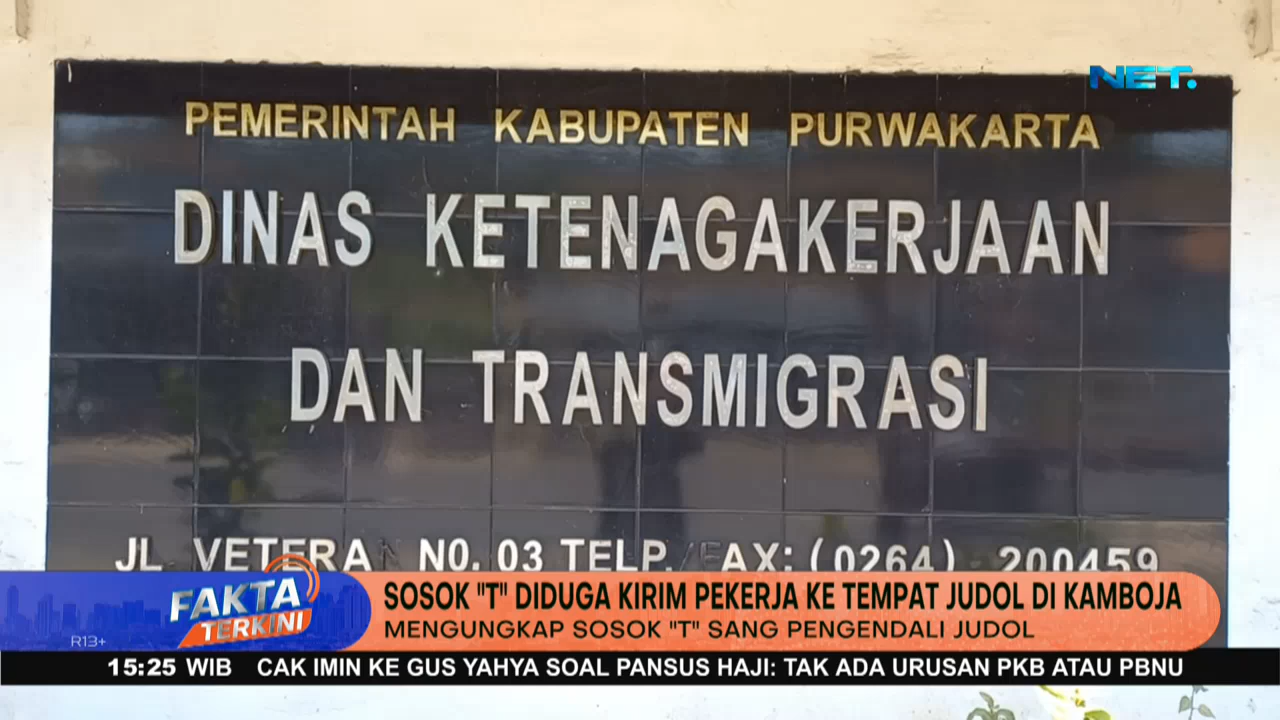 NET.
PEMERINTAH KABUPATEN PURWAKARTA
DINAS KETENAGAKERJAAN
DAN TRANSMIGRASI
JL. VETERAN NO. 03 TELP. / FAX: (0264) 200459
FAKTA
TERKINI
R13+
SOSOK "T" DIDUGA KIRIM PEKERJA KE TEMPAT JUDOL DI KAMBOJA
MENGUNGKAP SOSOK "T" SANG PENGENDALI JUDOL
15:25 WIB CAK IMIN KE GUS YAHYA SOAL PANSUS HAJI: TAK ADA URUSAN PKB ATAU PBNU